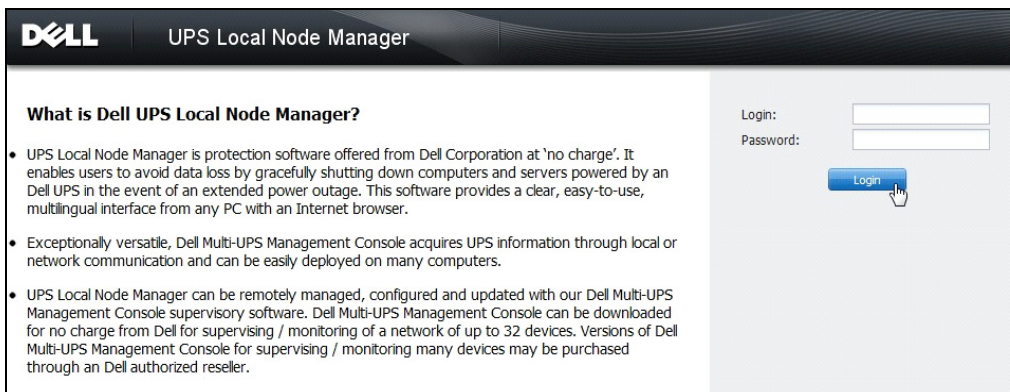 DELL
UPS Local Node Manager
What is Dell UPS Local Node Manager?
• UPS Local Node Manager is protection software offered from Dell Corporation at ‘no charge’. It
enables users to avoid data loss by gracefully shutting down computers and servers powered by an
Dell UPS in the event of an extended power outage. This software provides a clear, easy-to-use,
multilingual interface from any PC with an Internet browser.
• Exceptionally versatile, Dell Multi-UPS Management Console acquires UPS information through local or
network communication and can be easily deployed on many computers.
• UPS Local Node Manager can be remotely managed, configured and updated with our Dell Multi-UPS
Management Console supervisory software. Dell Multi-UPS Management Console can be downloaded
for no charge from Dell for supervising / monitoring of a network of up to 32 devices. Versions of Dell
Multi-UPS Management Console for supervising / monitoring many devices may be purchased
through an Dell authorized reseller.
Login:
Password:
Login